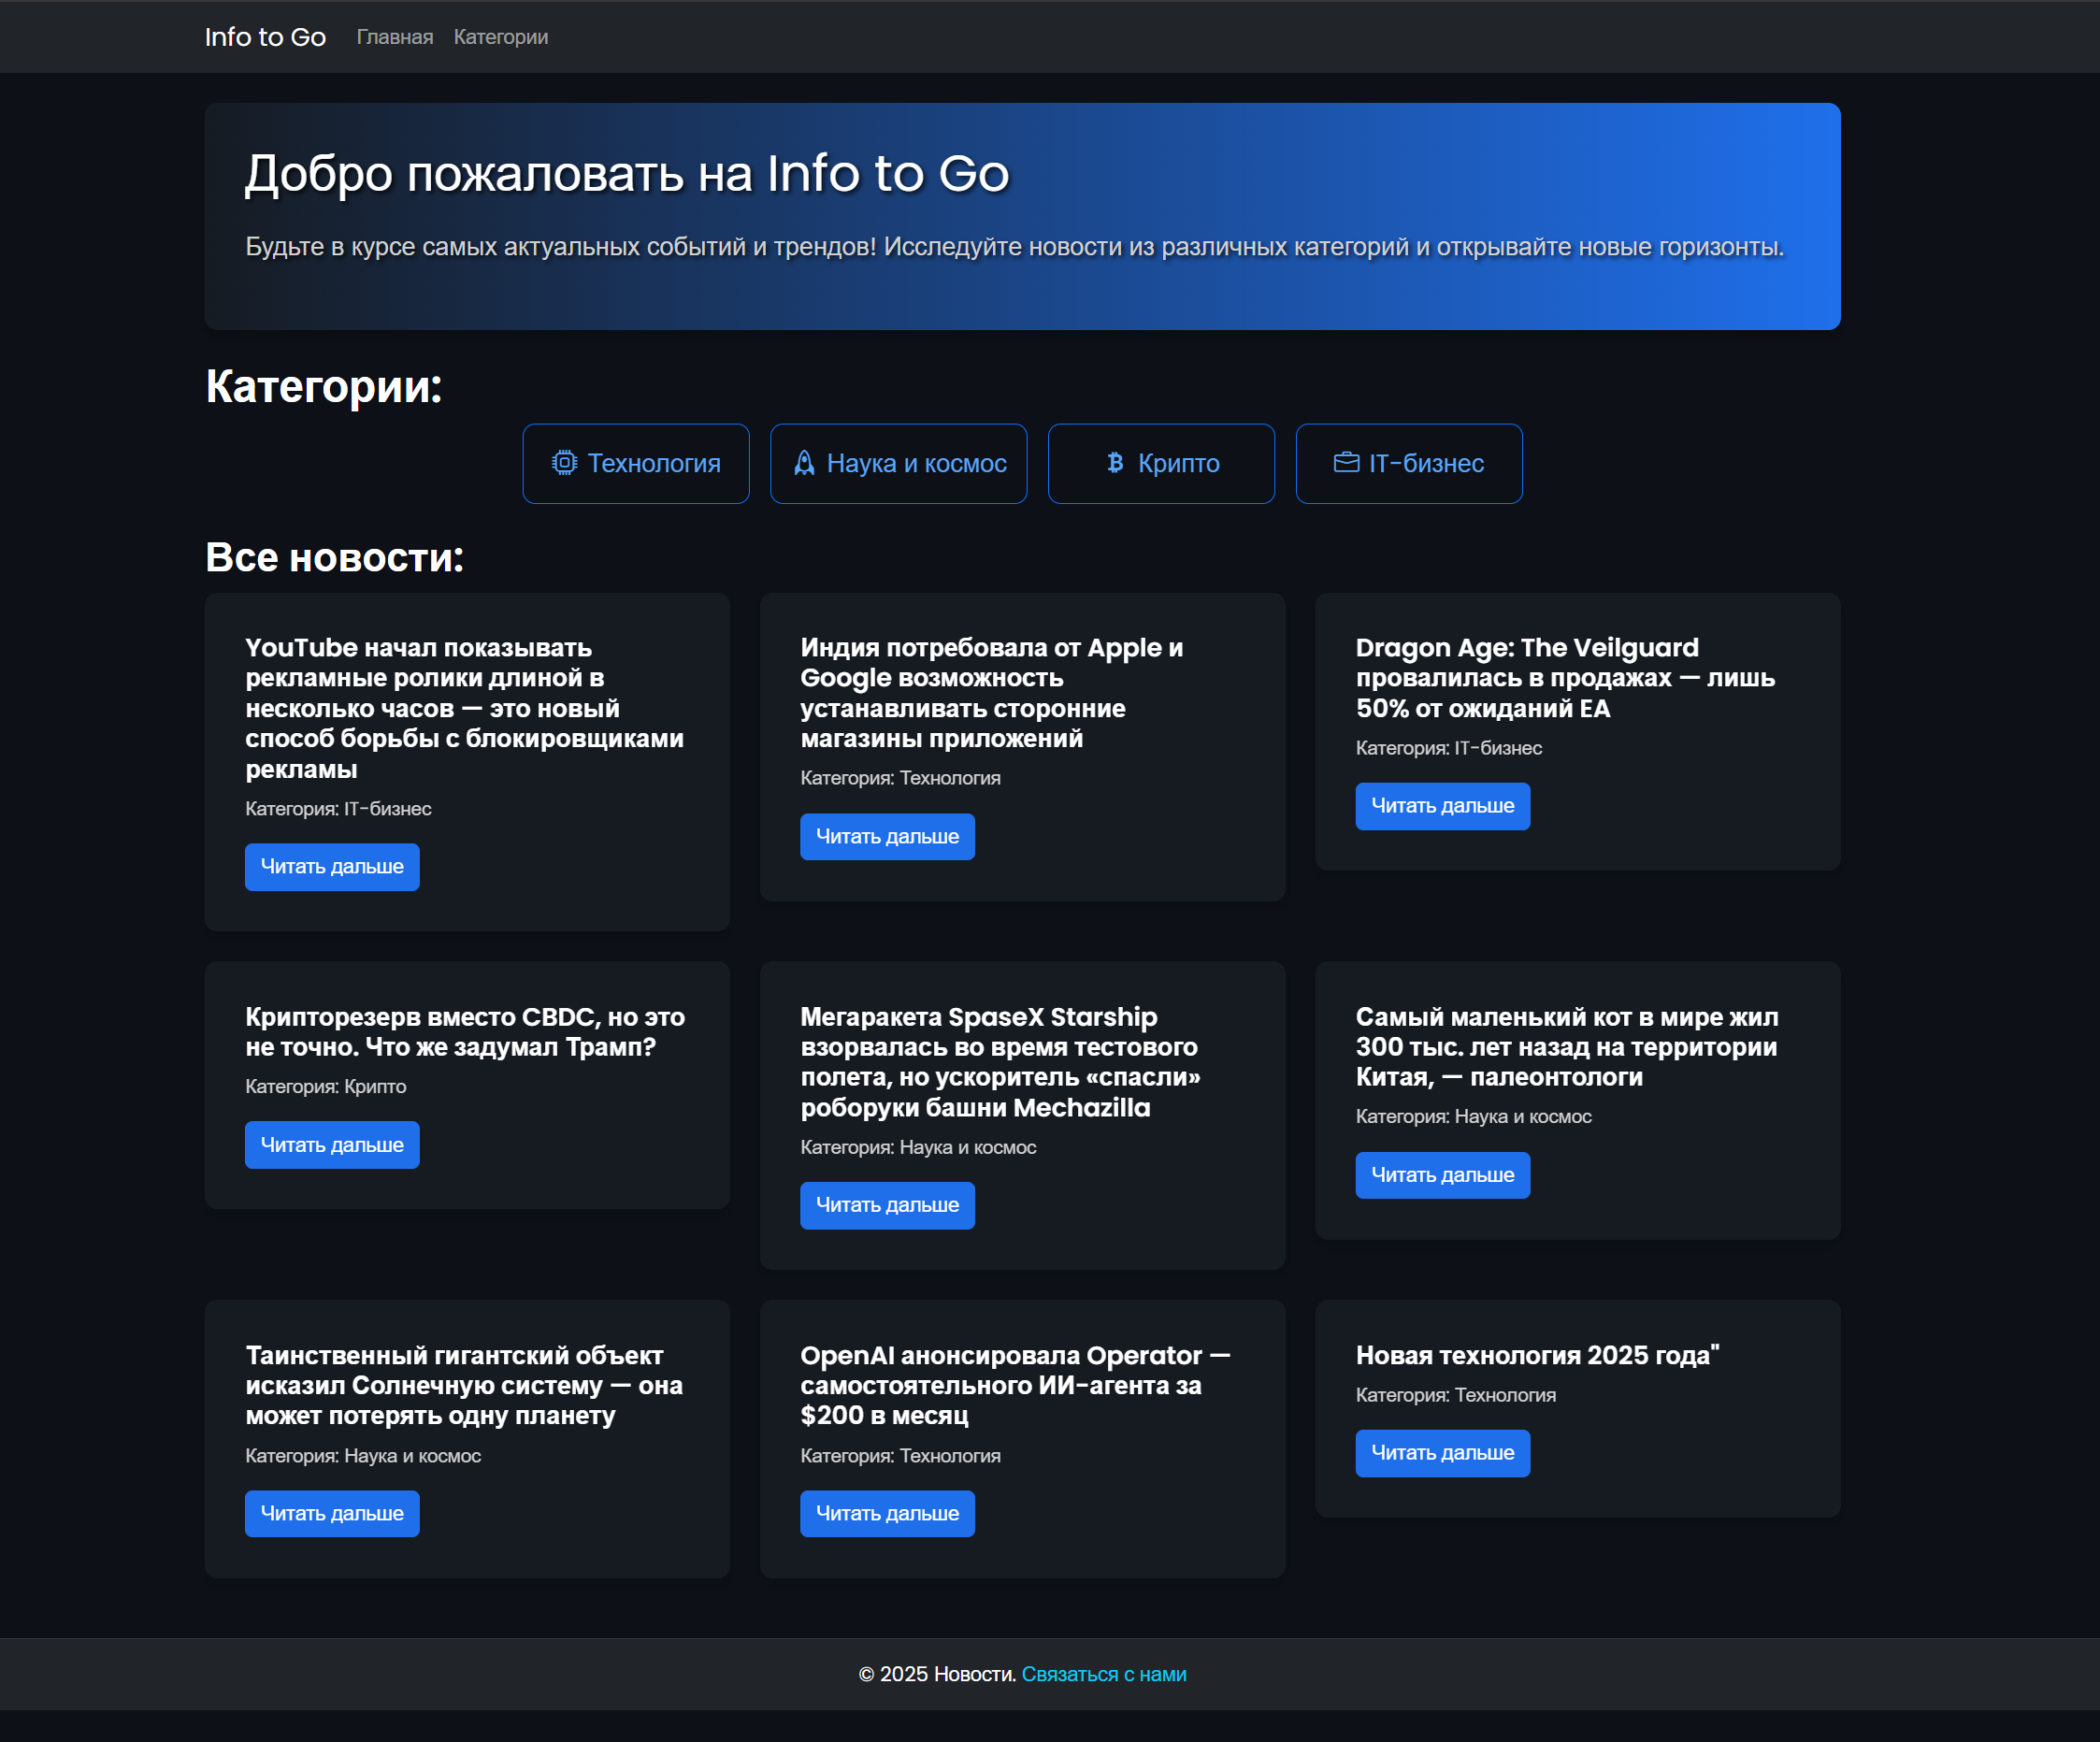 Info to Go Главная Категории
Добро пожаловать на Info to Go
Будьте в курсе самых актуальных событий и трендов! Исследуйте новости из различных категорий и открывайте новые горизонты.
Категории:
Технология
Наука и космос
Крипто
IT-бизнес
Все новости:
YouTube начал показывать
рекламные ролики длиной в
несколько часов — это новый
способ борьбы с блокировщиками
рекламы
Категория: IT-бизнес
Читать дальше
Индия потребовала от Apple и
Google возможность
устанавливать сторонние
магазины приложений
Категория: Технология
Читать дальше
Dragon Age: The Veilguard
провалилась в продажах — лишь
50% от ожиданий EA
Категория: IT-бизнес
Читать дальше
Крипторезерв вместо CBDC, но это
не точно. Что же задумал Трамп?
Категория: Крипто
Читать дальше
Мегаракета SpaseX Starship
взорвалась во время тестового
полета, но ускоритель «спасли»
роборуки башни Mechazilla
Категория: Наука и космос
Читать дальше
Самый маленький кот в мире жил
300 тыс. лет назад на территории
Китая, — палеонтологи
Категория: Наука и космос
Читать дальше
Таинственный гигантский объект
исказил Солнечную систему — она
может потерять одну планету
Категория: Наука и космос
Читать дальше
OpenAI анонсировала Operator —
самостоятельного ИИ-агента за
$200 в месяц
Категория: Технология
Читать дальше
Новая технология 2025 года"
Категория: Технология
Читать дальше
© 2025 Новости. Связаться с нами